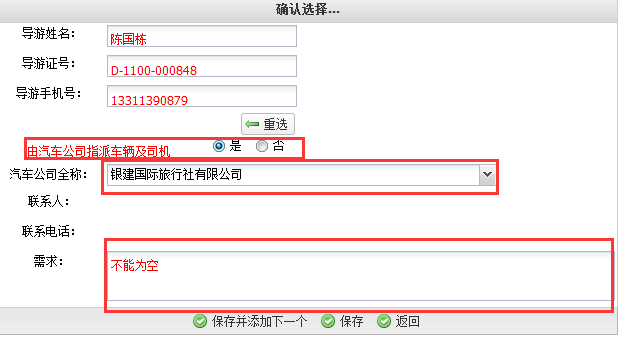 确认选择...
导游姓名： 陈国栋
导游证号： D-1100-000848
导游手机号： 13311390879
重选
由汽车公司指派车辆及司机 是 否
汽车公司全称： 银建国际旅行社有限公司
联系人：
联系电话：
需求： 不能为空
保存并添加下一个 保存 返回